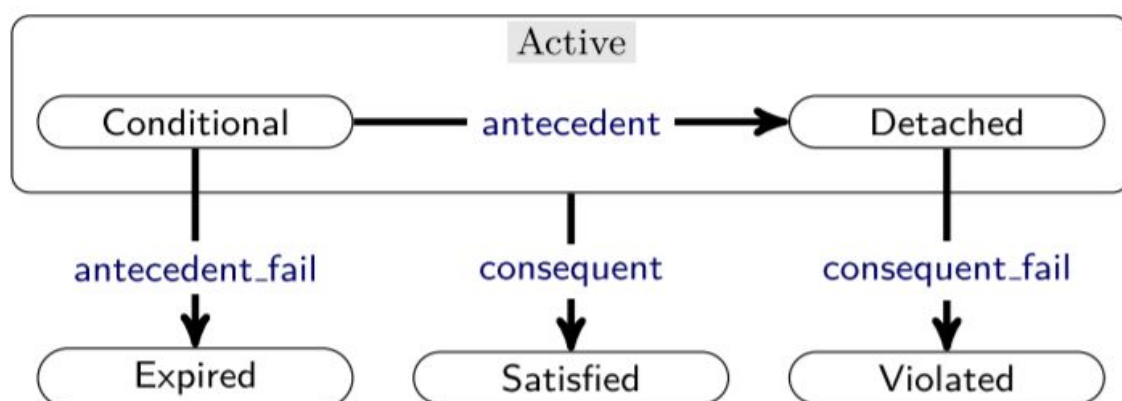 Active
Conditional antecedent Detached
antecedent_fail consequent consequent_fail
Expired Satisfied Violated